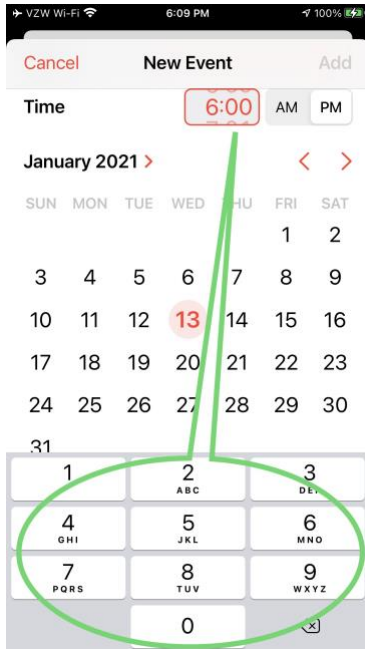 VZW Wi-Fi 6:09 PM 100%
Cancel New Event Add
Time 6:00 AM PM
January 2021 > < >
SUN MON TUE WED THU FRI SAT
1 2
3 4 5 6 7 8 9
10 11 12 13 14 15 16
17 18 19 20 21 22 23
24 25 26 27 28 29 30
31
1 2 3
ABC DEF
4 5 6
GHI JKL MNO
7 8 9
PQRS TUV WXYZ
0